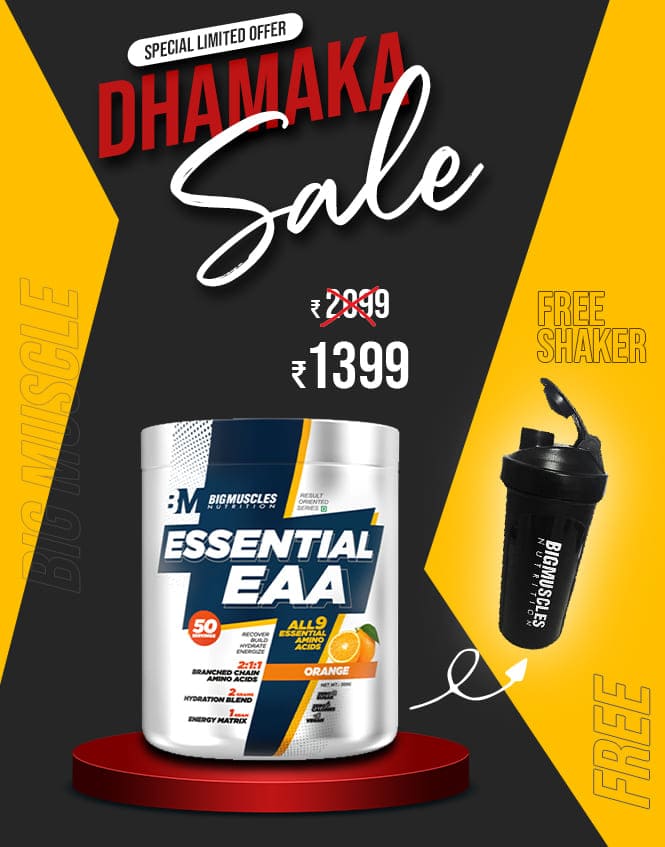 SPECIAL LIMITED OFFER
DHAMAKA
Sale
₹2099
₹1399
FREE
SHAKER
BIG MUSCLE
BM BIGMUSCLES
NUTRITION
RESULT
ORIENTED
SERIES
ESSENTIAL
EAA
50
SERVINGS
RECOVER
BUILD
HYDRATE
ENERGIZE
ALL 9
ESSENTIAL
AMINO
ACIDS
ORANGE
2:1:1
BRANCHED CHAIN
AMINO ACIDS
2 GRAMS
HYDRATION BLEND
1 GRAM
ENERGY MATRIX
VEGAN
BIGMUSCLES
NUTRITION
FREE